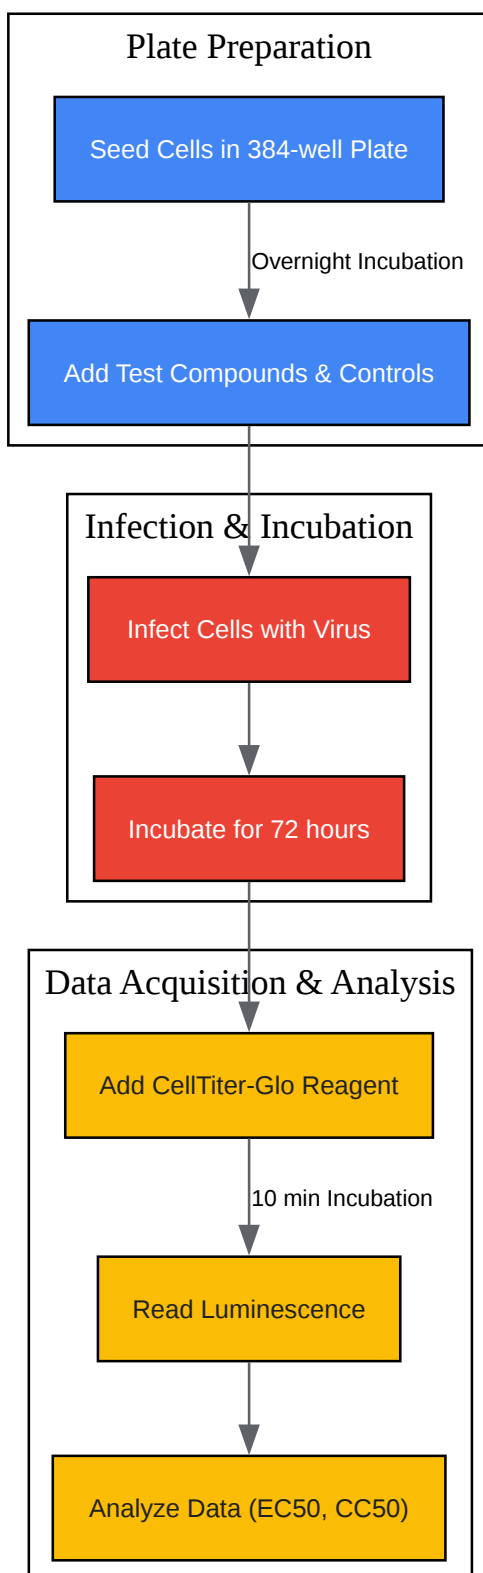 Plate Preparation
Seed Cells in 384-well Plate
Overnight Incubation
Add Test Compounds & Controls
Infection & Incubation
Infect Cells with Virus
Incubate for 72 hours
Data Acquisition & Analysis
Add CellTiter-Glo Reagent
10 min Incubation
Read Luminescence
Analyze Data (EC50, CC50)